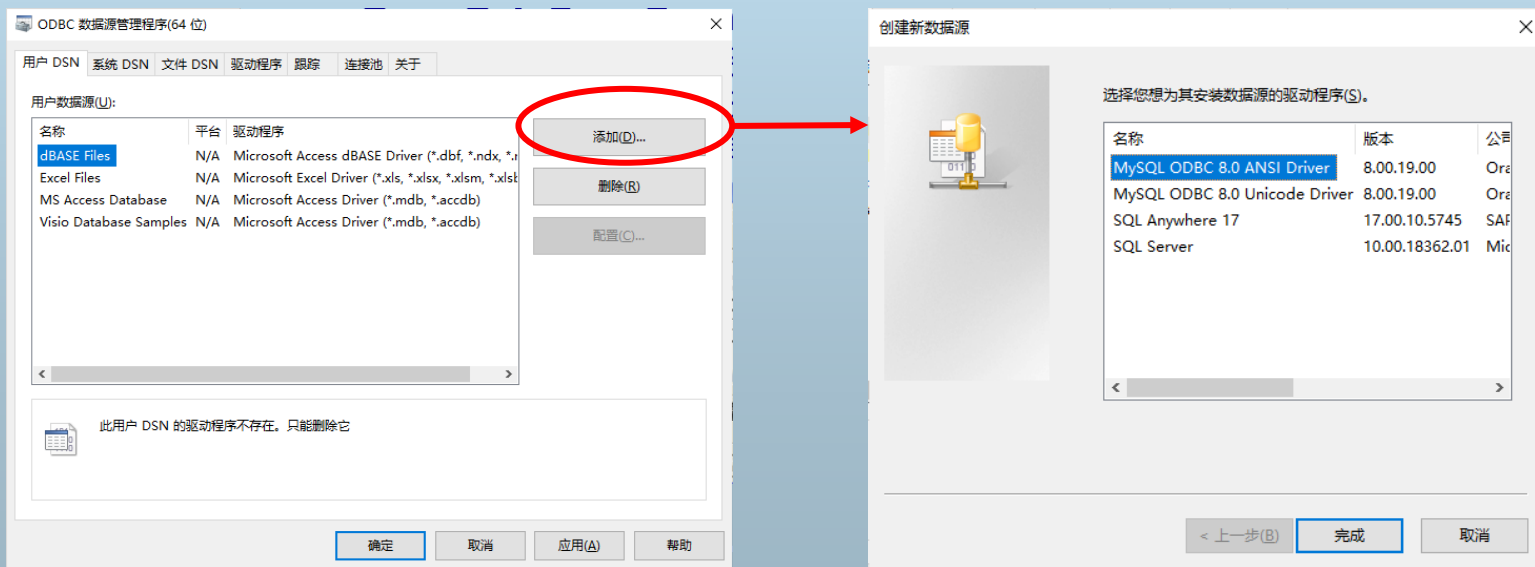 ODBC 数据源管理程序(64 位)
用户 DSN 系统 DSN 文件 DSN 驱动程序 跟踪 连接池 关于
用户数据源(U):
名称 平台 驱动程序
dBASE Files N/A Microsoft Access dBASE Driver (*.dbf, *.ndx, *.
Excel Files N/A Microsoft Excel Driver (*.xls, *.xlsx, *.xlsm, *.xlsb
MS Access Database N/A Microsoft Access Driver (*.mdb, *.accdb)
Visio Database Samples N/A Microsoft Access Driver (*.mdb, *.accdb)
添加(D)...
删除(R)
配置(C)...
此用户 DSN 的驱动程序不存在。只能删除它
确定 取消 应用(A) 帮助
创建新数据源
选择您想为其安装数据源的驱动程序(S)。
名称 版本 公司
MySQL ODBC 8.0 ANSI Driver 8.00.19.00 Ora
MySQL ODBC 8.0 Unicode Driver 8.00.19.00 Ora
SQL Anywhere 17 17.00.10.5745 SAP
SQL Server 10.00.18362.01 Mic
< 上一步(B) 完成 取消